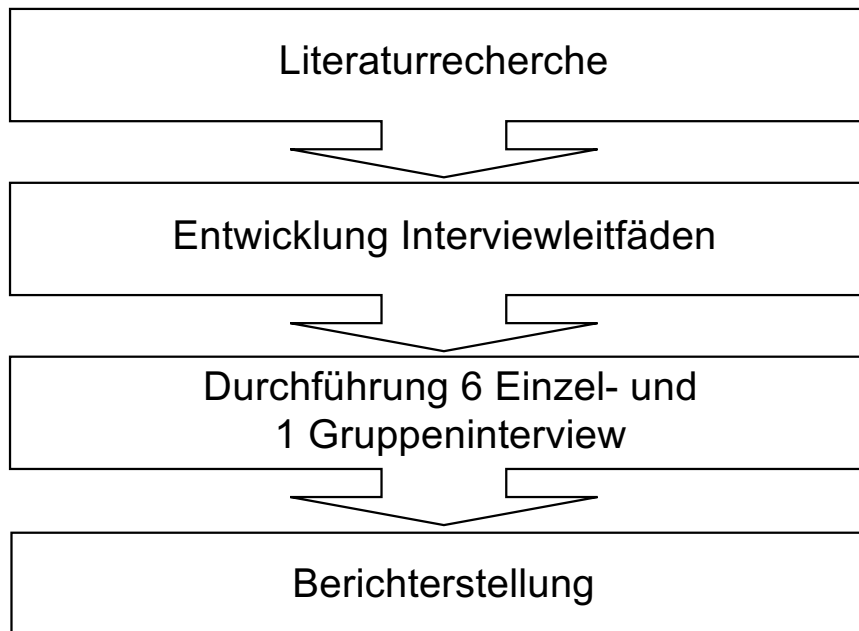 Literaturrecherche
Entwicklung Interviewleitfäden
Durchführung 6 Einzel- und
1 Gruppeninterview
Berichterstellung